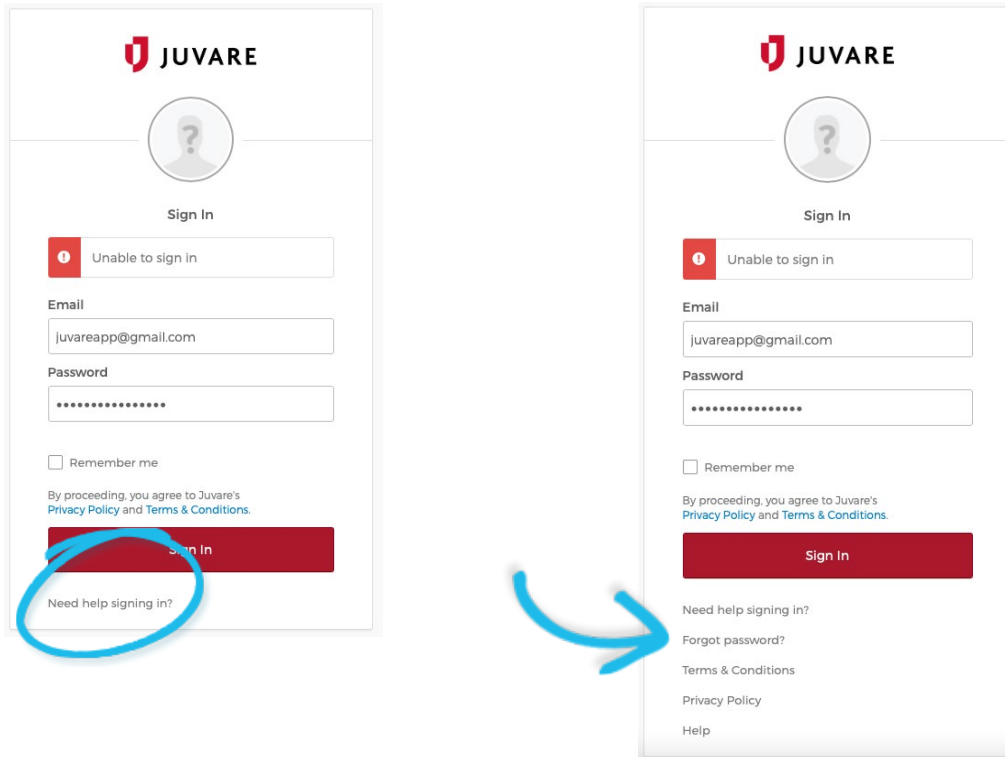 JUVARE
?
Sign In
Unable to sign in
Email
juvareapp@gmail.com
Password
••••••••••••••••
Remember me
By proceeding, you agree to Juvare's
Privacy Policy and Terms & Conditions.
Sign In
Need help signing in?
JUVARE
?
Sign In
Unable to sign in
Email
juvareapp@gmail.com
Password
••••••••••••••••
Remember me
By proceeding, you agree to Juvare's
Privacy Policy and Terms & Conditions.
Sign In
Need help signing in?
Forgot password?
Terms & Conditions
Privacy Policy
Help